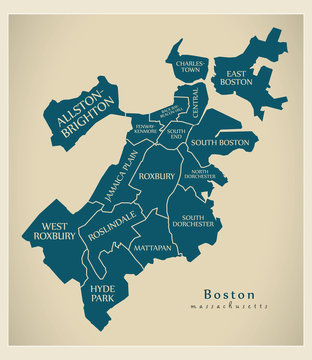 CHARLES-
TOWN
EAST
BOSTON
ALLSTON-
BRIGHTON
CENTRAL
BACK BAY-
BEACON HILL
FENWAY-
KENMORE
SOUTH
END
SOUTH BOSTON
JAMAICA PLAIN
ROXBURY
NORTH
DORCHESTER
WEST
ROXBURY
ROSLINDALE
SOUTH
DORCHESTER
MATTAPAN
HYDE
PARK
Boston
massachusetts